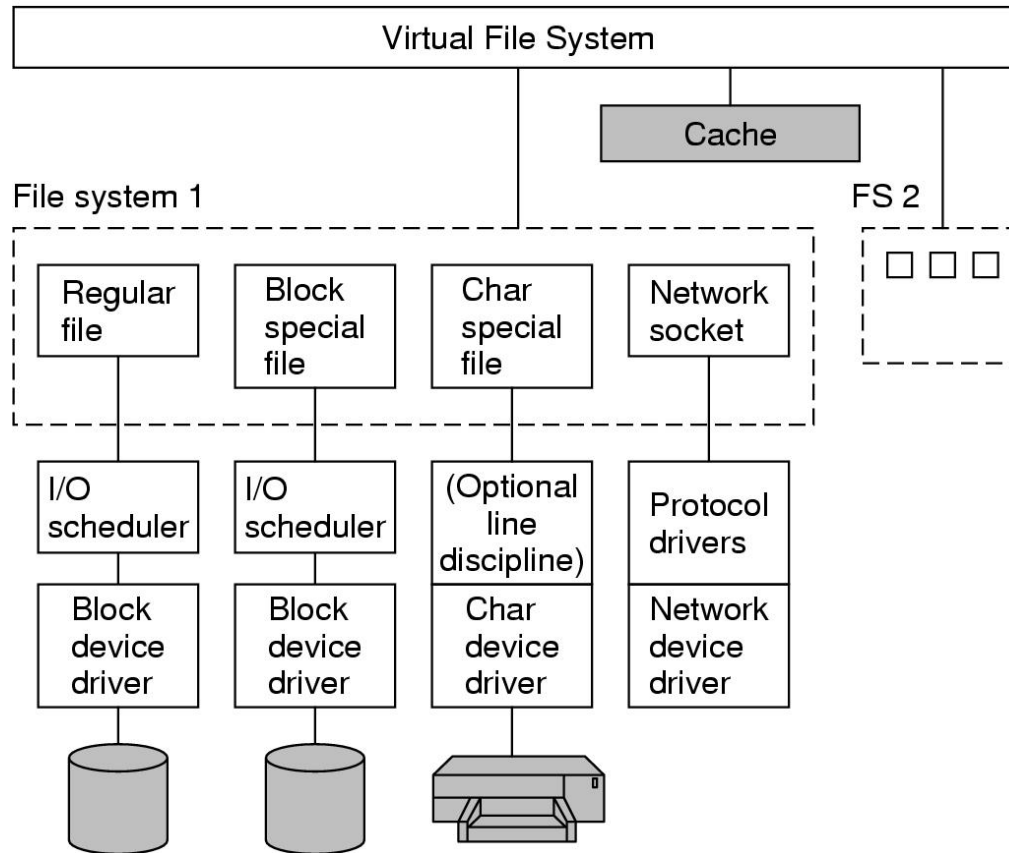 Virtual File System
Cache
File system 1
FS 2
Regular
file
Block
special
file
Char
special
file
Network
socket
I/O
scheduler
I/O
scheduler
(Optional
line
discipline)
Protocol
drivers
Block
device
driver
Block
device
driver
Char
device
driver
Network
device
driver